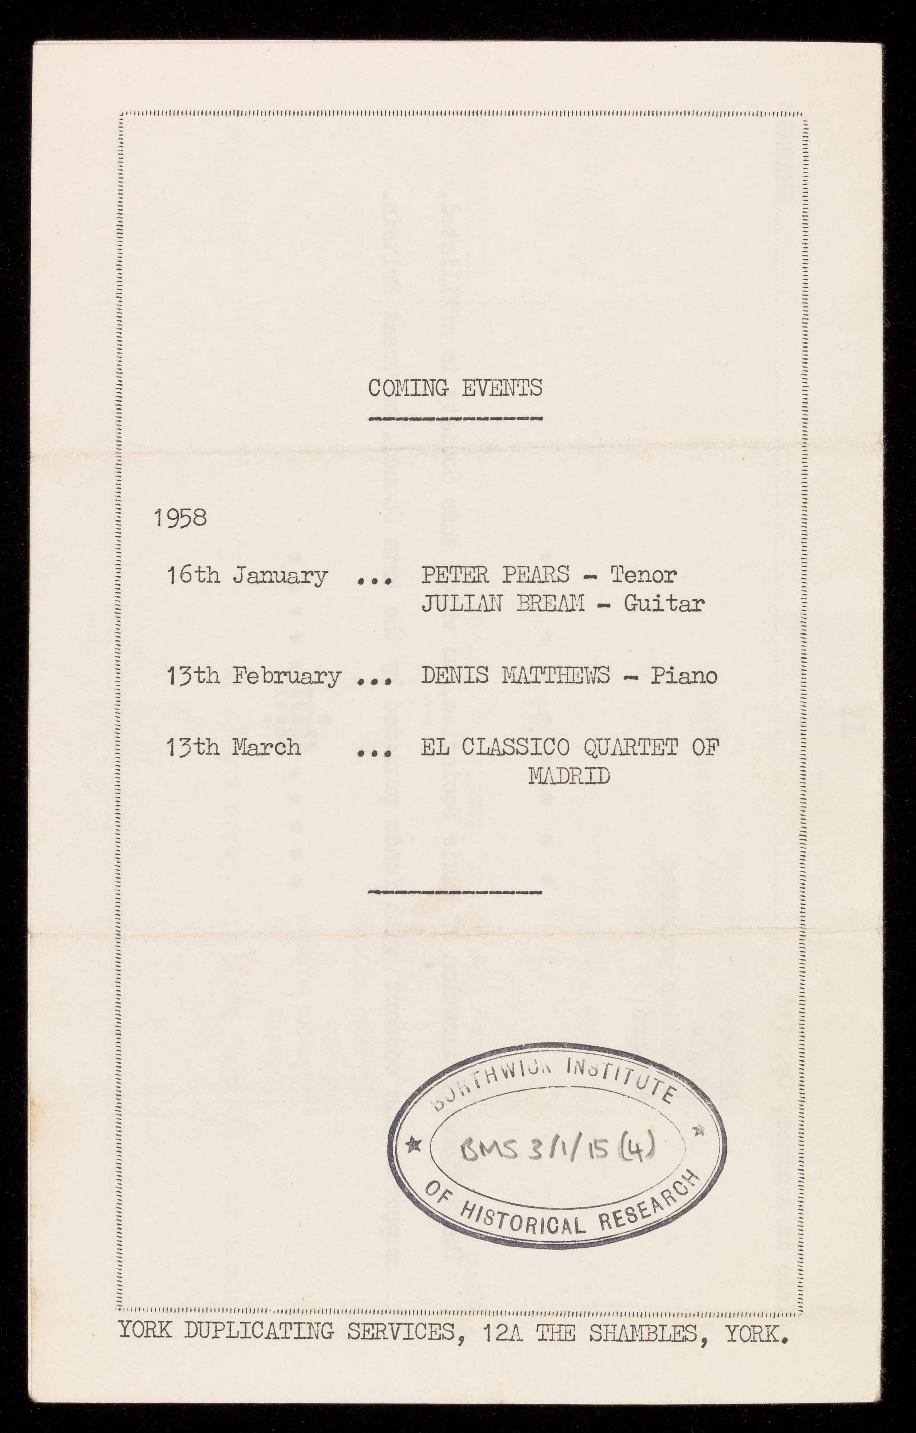 COMING EVENTS
1958
16th January ... PETER PEARS - Tenor
JULIAN BREAM - Guitar
13th February ... DENIS MATTHEWS - Piano
13th March ... EL CLASSICO QUARTET OF
MADRID
BORTHWICK INSTITUTE
BMS 3/1/15 (4)
OF HISTORICAL RESEARCH
YORK DUPLICATING SERVICES, 12A THE SHAMBLES, YORK.